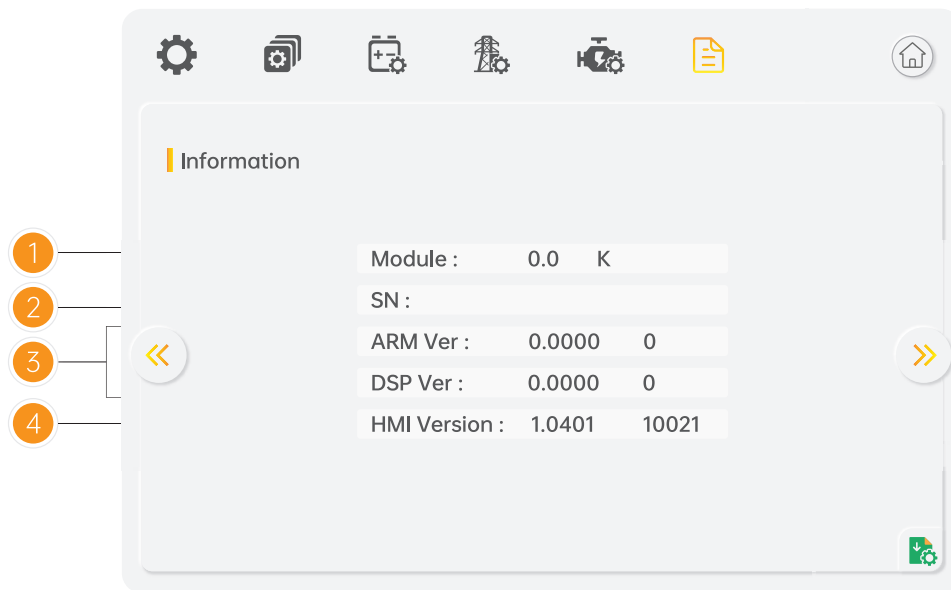 Information
1
Module : 0.0 K
2
SN :
3
ARM Ver : 0.0000 0
DSP Ver : 0.0000 0
4
HMI Version : 1.0401 10021